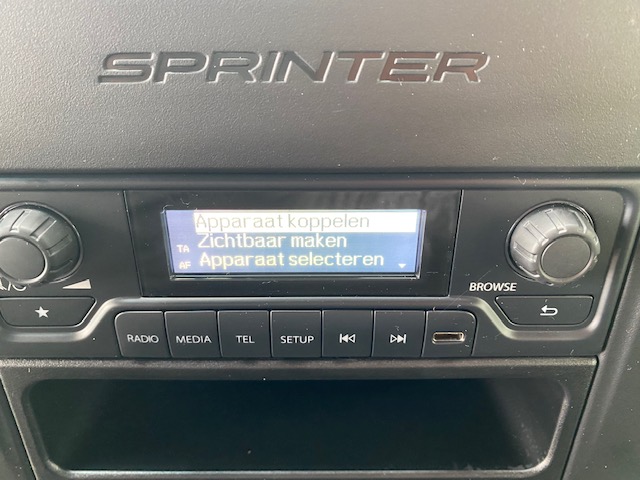 SPRINTER
Apparaat koppelen
TA Zichtbaar maken
AF Apparaat selecteren
BROWSE
RADIO MEDIA TEL SETUP